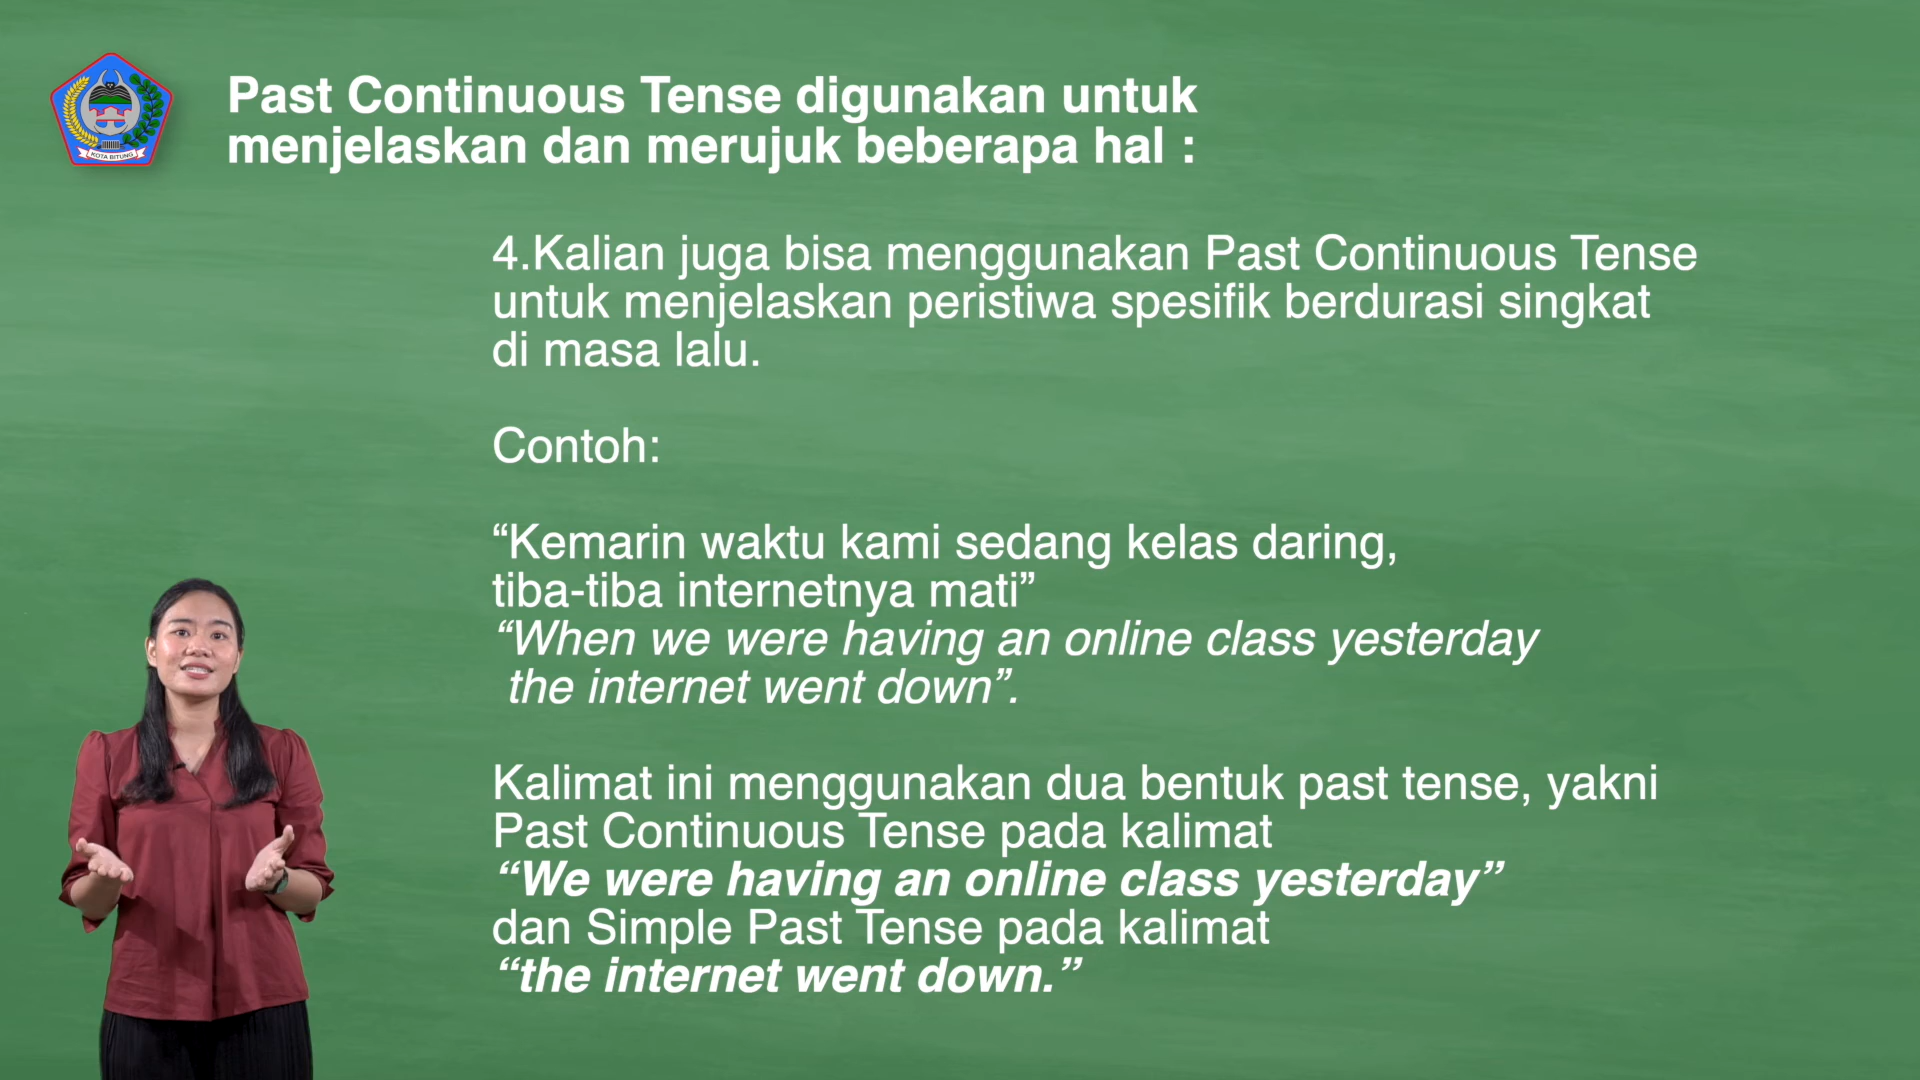 KOTA BITUNG
Past Continuous Tense digunakan untuk
menjelaskan dan merujuk beberapa hal :
4.Kalian juga bisa menggunakan Past Continuous Tense
untuk menjelaskan peristiwa spesifik berdurasi singkat
di masa lalu.
Contoh:
“Kemarin waktu kami sedang kelas daring,
tiba-tiba internetnya mati”
“When we were having an online class yesterday
the internet went down”.
Kalimat ini menggunakan dua bentuk past tense, yakni
Past Continuous Tense pada kalimat
“We were having an online class yesterday”
dan Simple Past Tense pada kalimat
“the internet went down.”